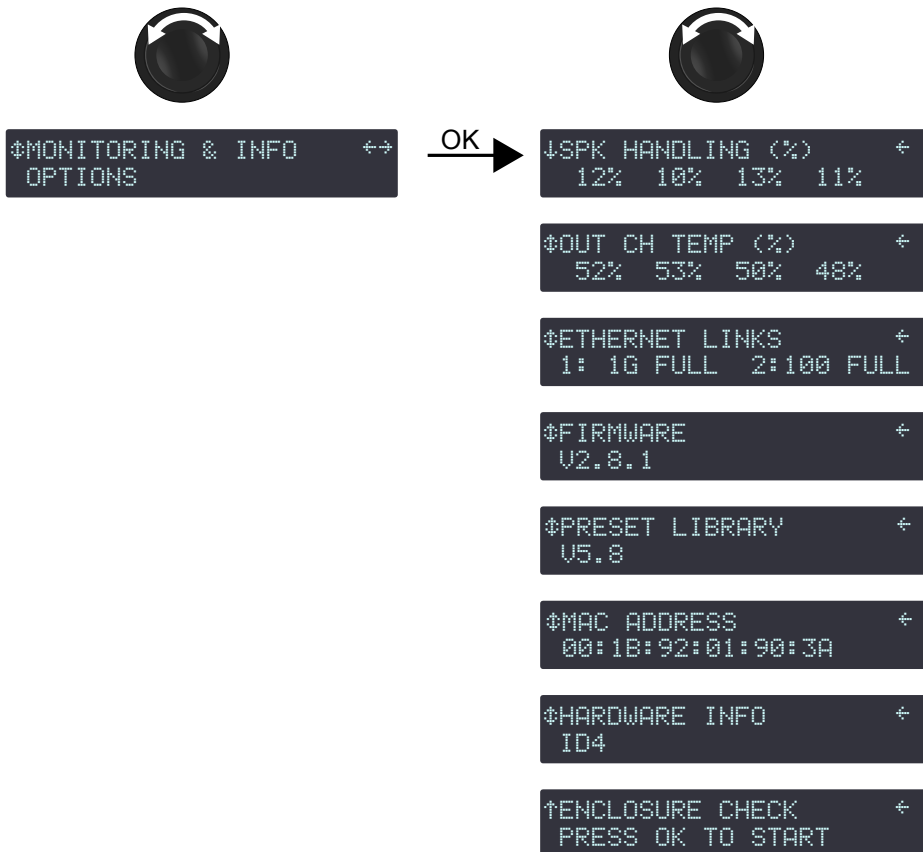 ↕MONITORING & INFO ←→
OPTIONS
OK
↓SPK HANDLING (%) ←
12% 10% 13% 11%
↕OUT CH TEMP (%) ←
52% 53% 50% 48%
↕ETHERNET LINKS ←
1: 1G FULL 2:100 FULL
↕FIRMWARE ←
V2.8.1
↕PRESET LIBRARY ←
V5.8
↕MAC ADDRESS ←
00:1B:92:01:90:3A
↕HARDWARE INFO ←
ID4
↑ENCLOSURE CHECK ←
PRESS OK TO START